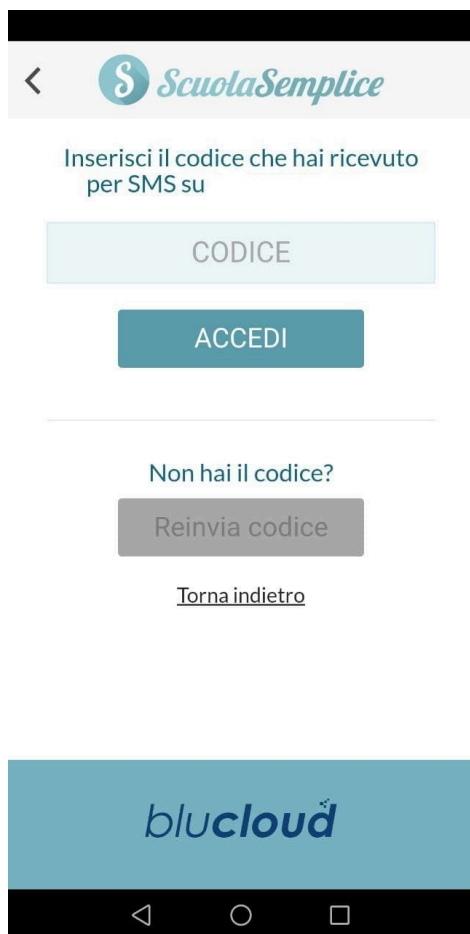 S ScuolaSemplice
Inserisci il codice che hai ricevuto
per SMS su
CODICE
ACCEDI
Non hai il codice?
Reinvia codice
Torna indietro
blucloud